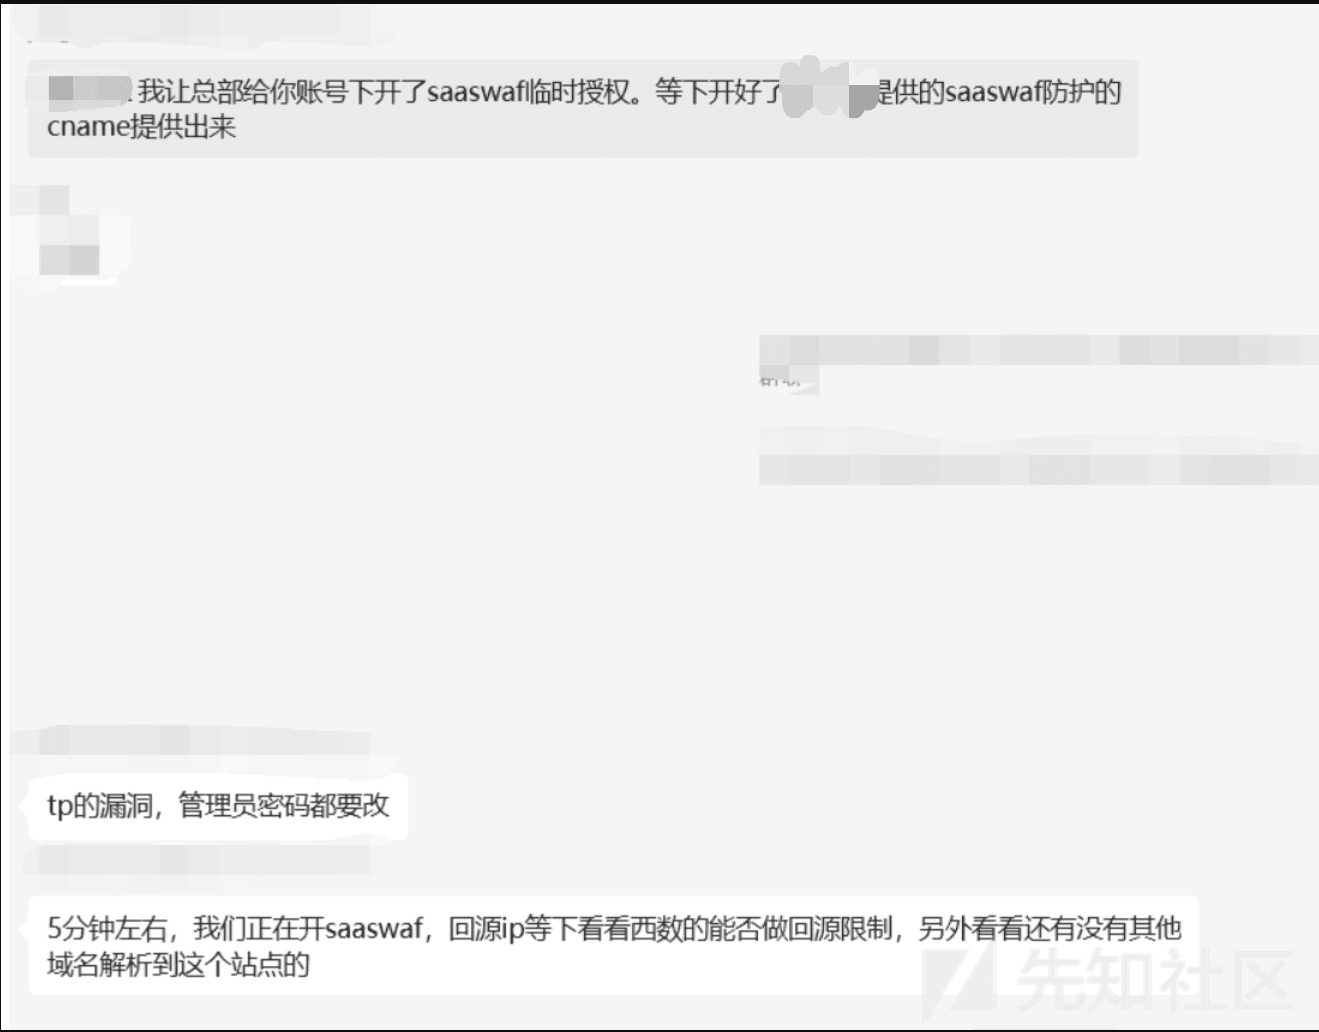 我让总部给你账号下开了saaswaf临时授权。等下开好了 提供的saaswaf防护的
cname提供出来
tp的漏洞，管理员密码都要改
5分钟左右，我们正在开saaswaf，回源ip等下看看西数的能否做回源限制，另外看看还有没有其他
域名解析到这个站点的
先知社区